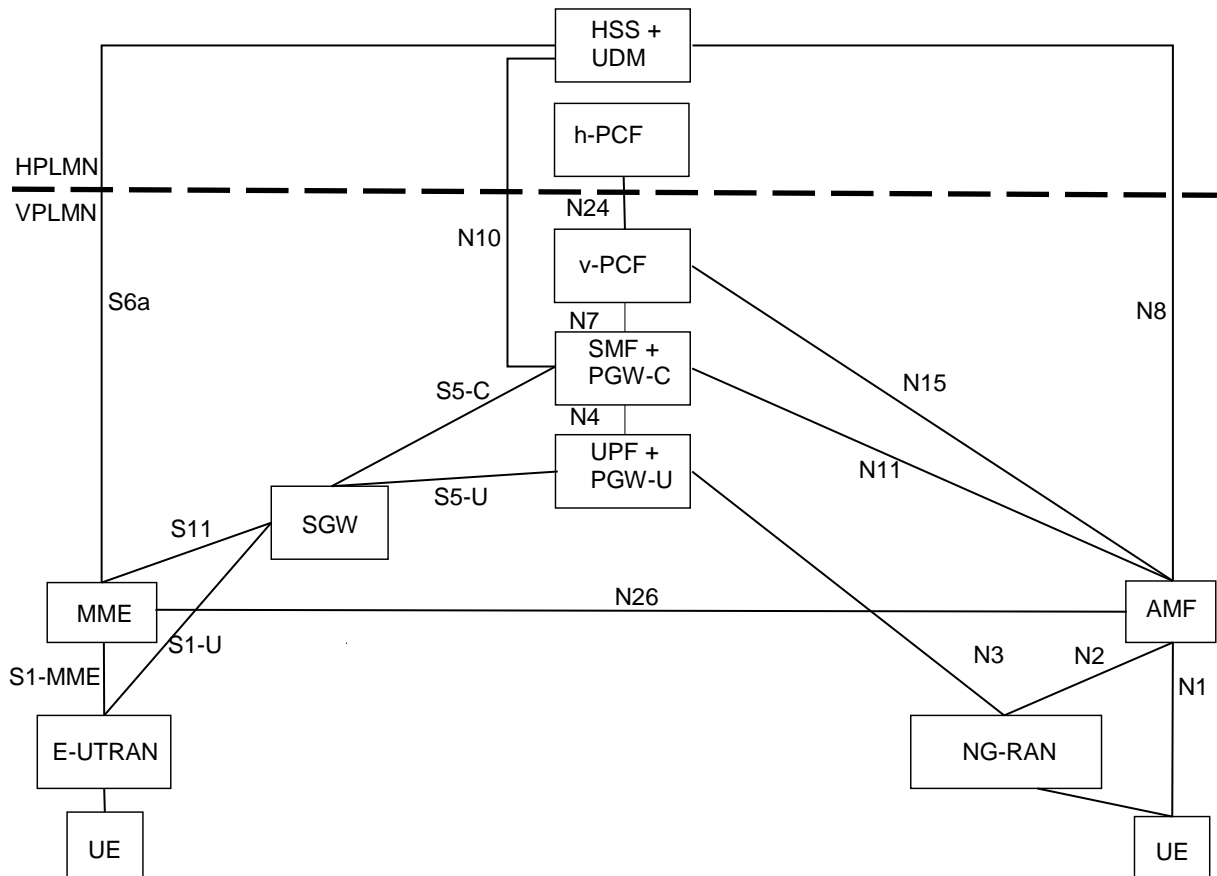 HSS +
UDM
h-PCF
HPLMN
VPLMN
N24
N10
v-PCF
S6a
N8
N7
SMF +
PGW-C
S5-C
N15
N4
UPF +
PGW-U
N11
S5-U
SGW
S11
MME
N26
AMF
S1-U
N3
N2
S1-MME
N1
E-UTRAN
NG-RAN
UE
UE